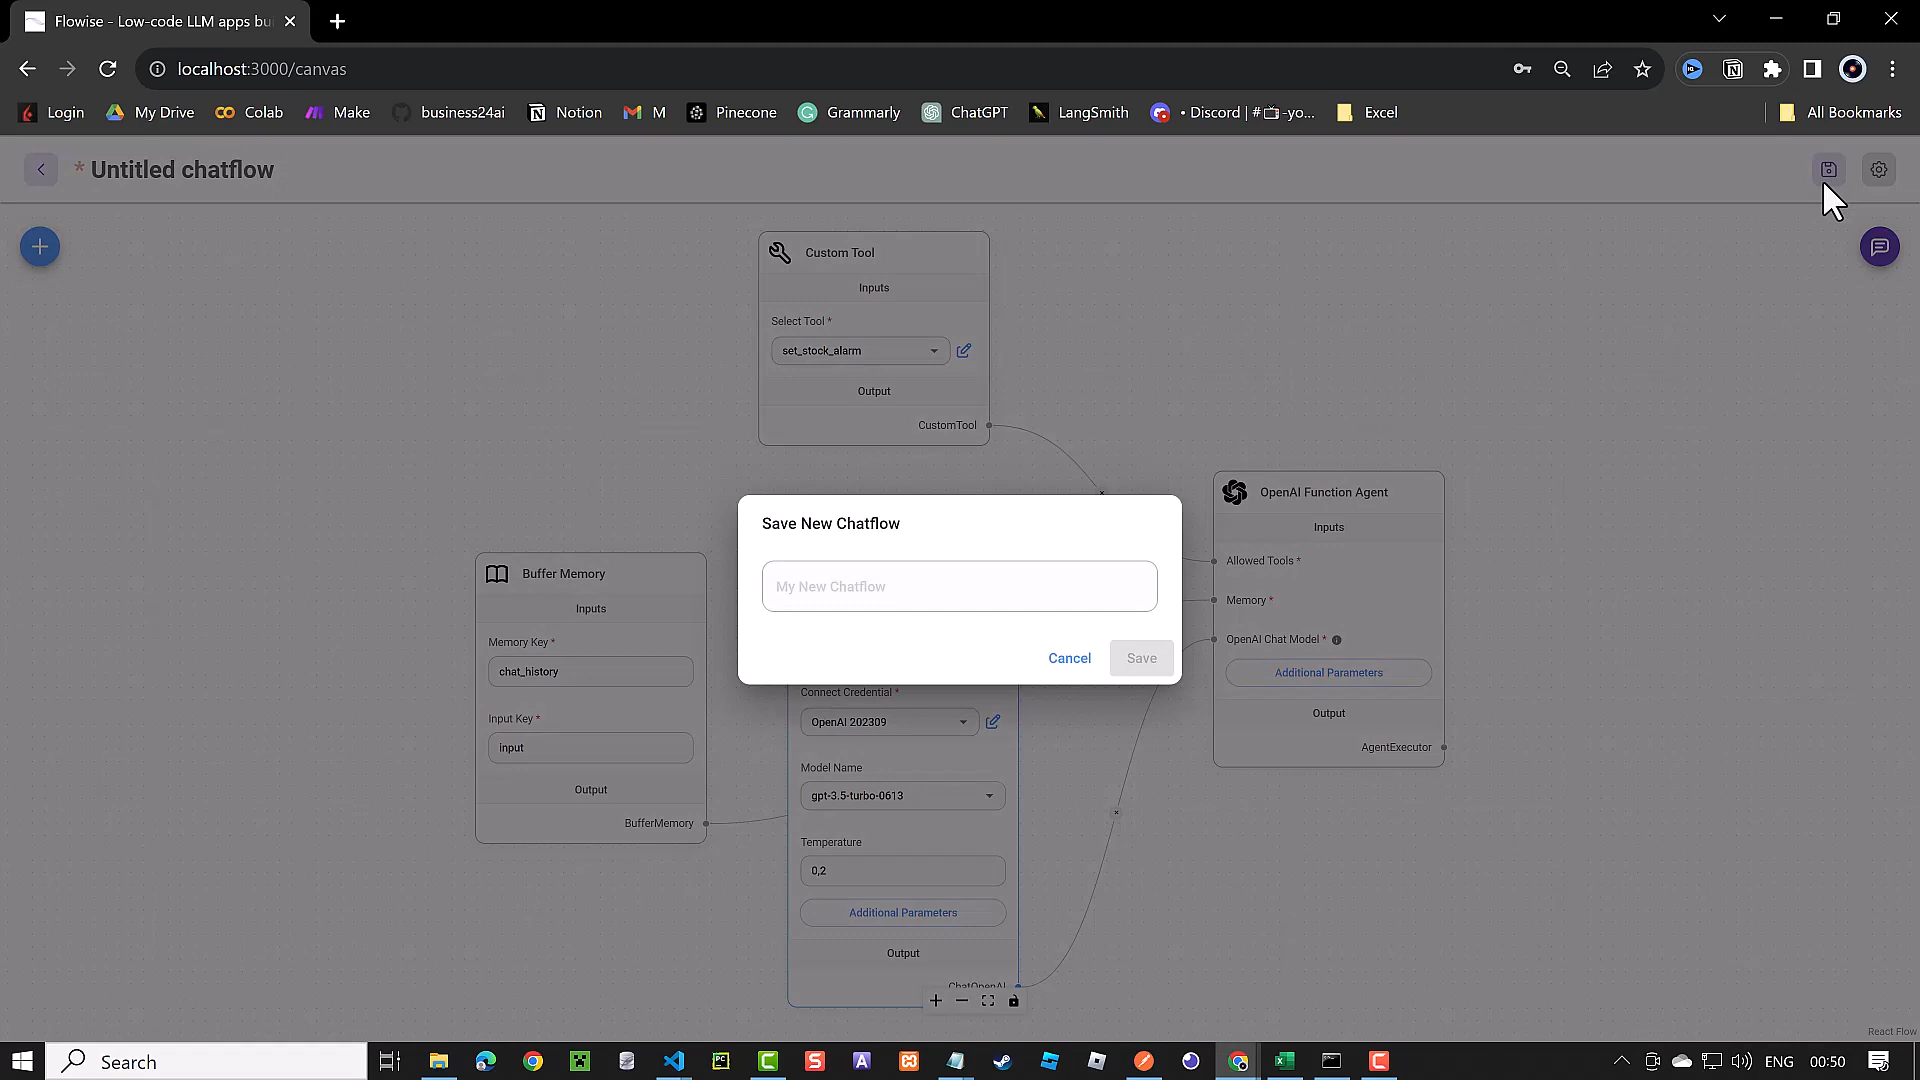 Flowise - Low-code LLM apps bu
localhost:3000/canvas
Login
My Drive
Colab
Make
business24ai
Notion
M
Pinecone
Grammarly
ChatGPT
LangSmith
• Discord | #📺-yo...
Excel
All Bookmarks
* Untitled chatflow
Custom Tool
Inputs
Select Tool *
set_stock_alarm
Output
CustomTool
OpenAI Function Agent
Inputs
Allowed Tools *
Memory *
OpenAI Chat Model *
Additional Parameters
Output
AgentExecutor
Save New Chatflow
My New Chatflow
Cancel
Save
Buffer Memory
Inputs
Memory Key *
chat_history
Input Key *
input
Output
BufferMemory
Connect Credential *
OpenAI 202309
Model Name
gpt-3.5-turbo-0613
Temperature
0,2
Additional Parameters
Output
ChatOpenAI
React Flow
Search
ENG
00:50